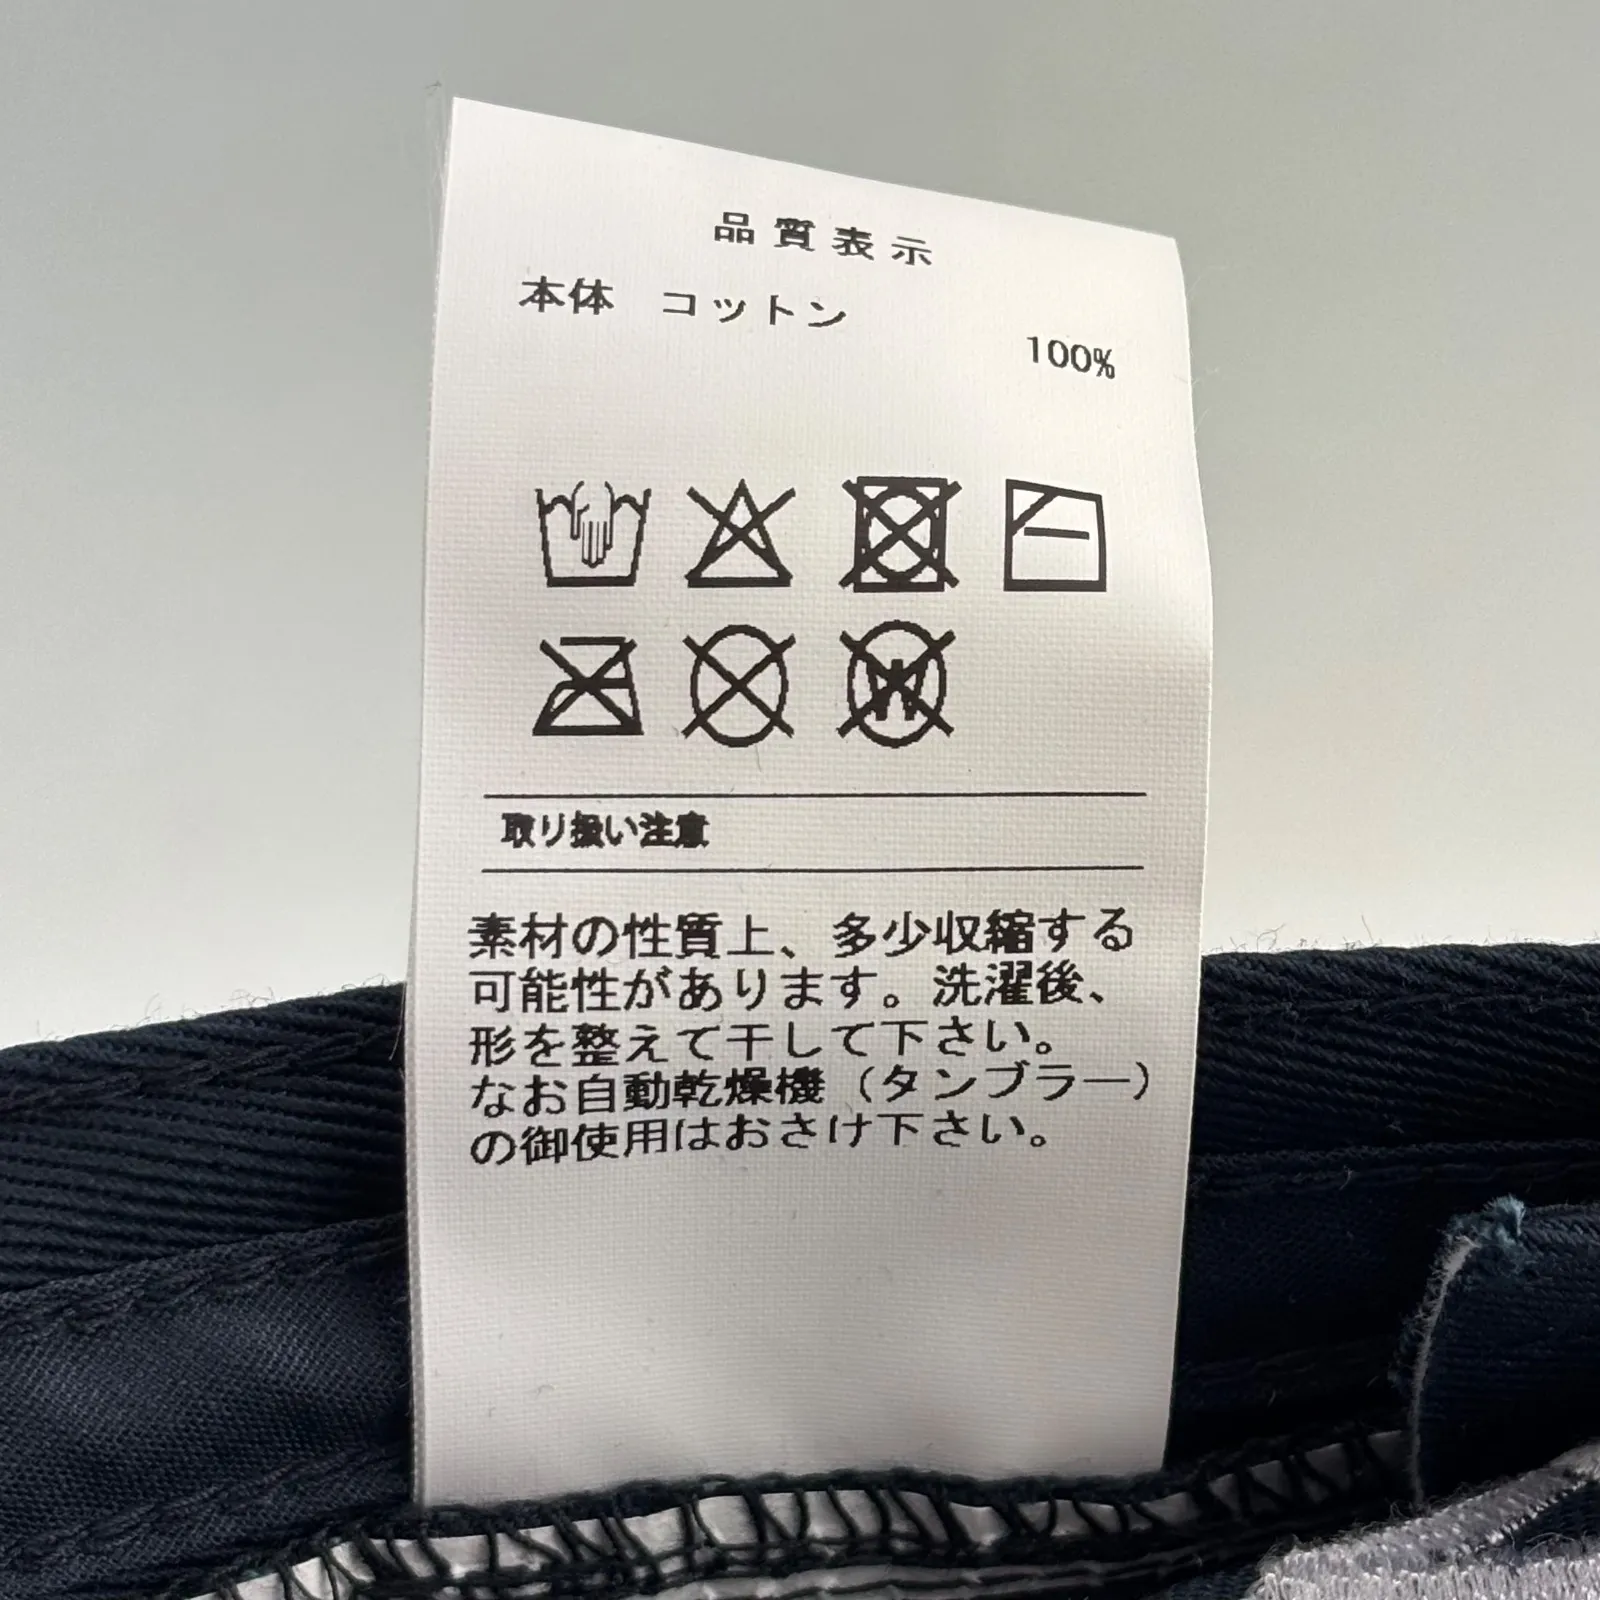 品質表示
本体 コットン
100%
取り扱い注意
素材の性質上、多少収縮する
可能性があります。洗濯後、
形を整えて干して下さい。
なお自動乾燥機（タンブラー）
の御使用はおさけ下さい。